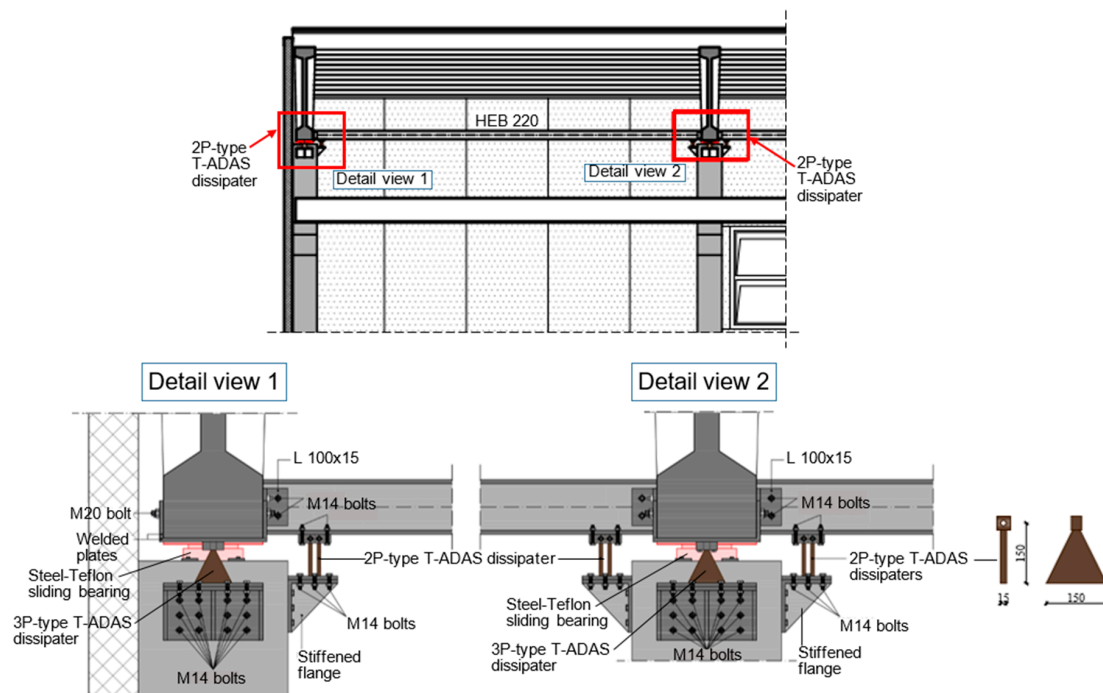 HEB 220
2P-type
T-ADAS
dissipater
Detail view 1
Detail view 2
2P-type
T-ADAS
dissipater
Detail view 1
Detail view 2
L 100x15
M20 bolt
M14 bolts
Welded
plates
Steel-Teflon
sliding bearing
3P-type T-ADAS
dissipater
M14 bolts
M14 bolts
Stiffened
flange
2P-type T-ADAS dissipater
L 100x15
M14 bolts
Steel-Teflon
sliding bearing
3P-type T-ADAS
dissipater
M14 bolts
M14 bolts
Stiffened
flange
2P-type T-ADAS
dissipaters
150
15
150